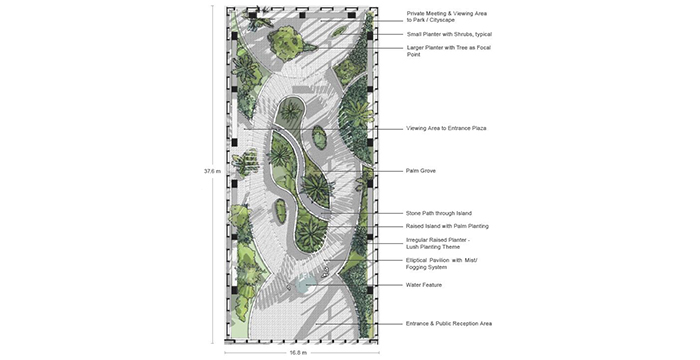 Private Meeting & Viewing Area
to Park / Cityscape
Small Planter with Shrubs, typical
Larger Planter with Tree as Focal
Point
Viewing Area to Entrance Plaza
37.6 m
Palm Grove
Stone Path through Island
Raised Island with Palm Planting
Irregular Raised Planter -
Lush Planting Theme
Elliptical Pavilion with Mist/
Fogging System
Water Feature
Entrance & Public Reception Area
16.8 m